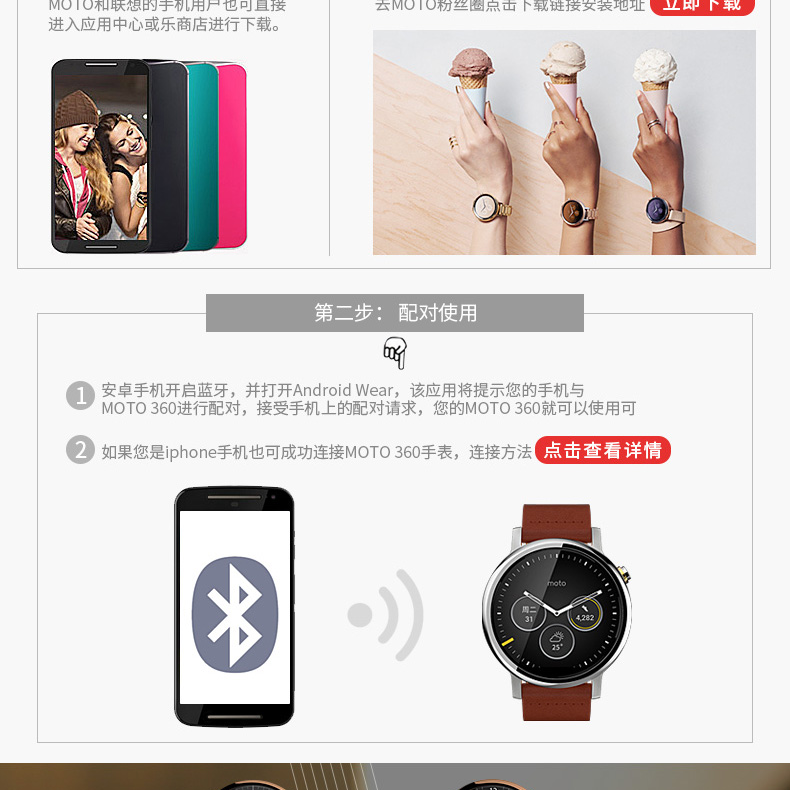 MOTO和联想的手机用户也可直接
进入应用中心或乐商店进行下载。
去MOTO粉丝圈点击下载链接安装地址 立即下载
第二步： 配对使用
1 安卓手机开启蓝牙，并打开Android Wear，该应用将提示您的手机与
MOTO 360进行配对，接受手机上的配对请求，您的MOTO 360就可以使用可
2 如果您是iphone手机也可成功连接MOTO 360手表，连接方法 点击查看详情
moto
周二
31
4,282
25°